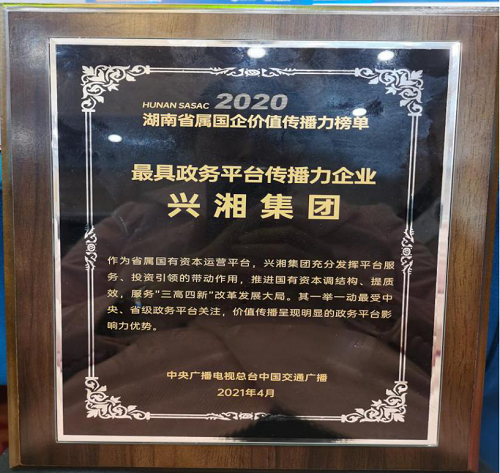 HUNAN SASAC 2020
湖南省属国企价值传播力榜单
最具政务平台传播力企业
兴湘集团
作为省属国有资本运营平台，兴湘集团充分发挥平台服
务、投资引领的带动作用，推进国有资本调结构、提质
效，服务“三高四新”改革发展大局。其一举一动最受中
央、省级政务平台关注，价值传播呈现明显的政务平台影
响力优势。
中央广播电视总台中国交通广播
2021年4月